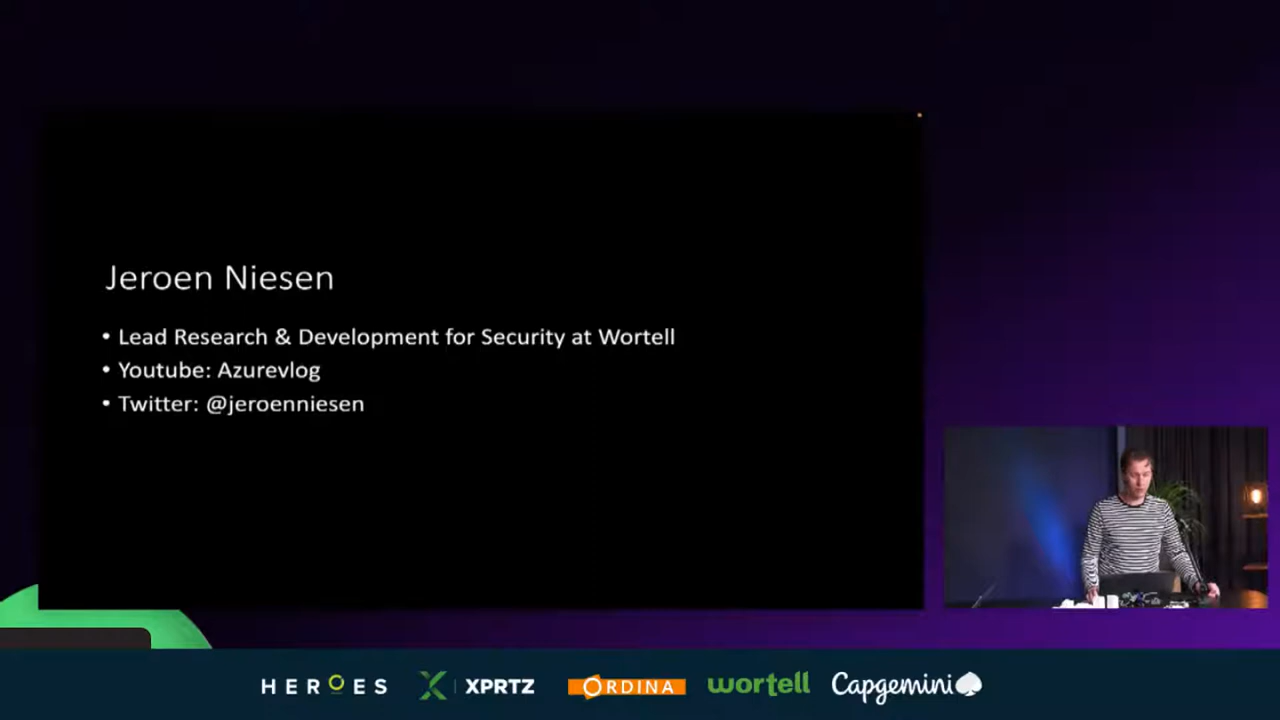 Jeroen Niesen
• Lead Research & Development for Security at Wortell
• Youtube: Azurevlog
• Twitter: @jeroenniesen
HEROES XPRTZ ORDINA wortell Capgemini